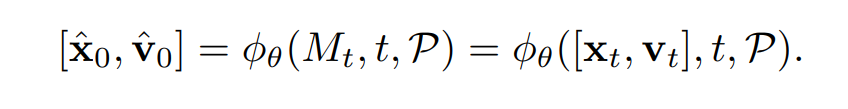 [x̂₀, v̂₀] = ϕ_θ(M_t, t, 𝒫) = ϕ_θ([x_t, v_t], t, 𝒫).